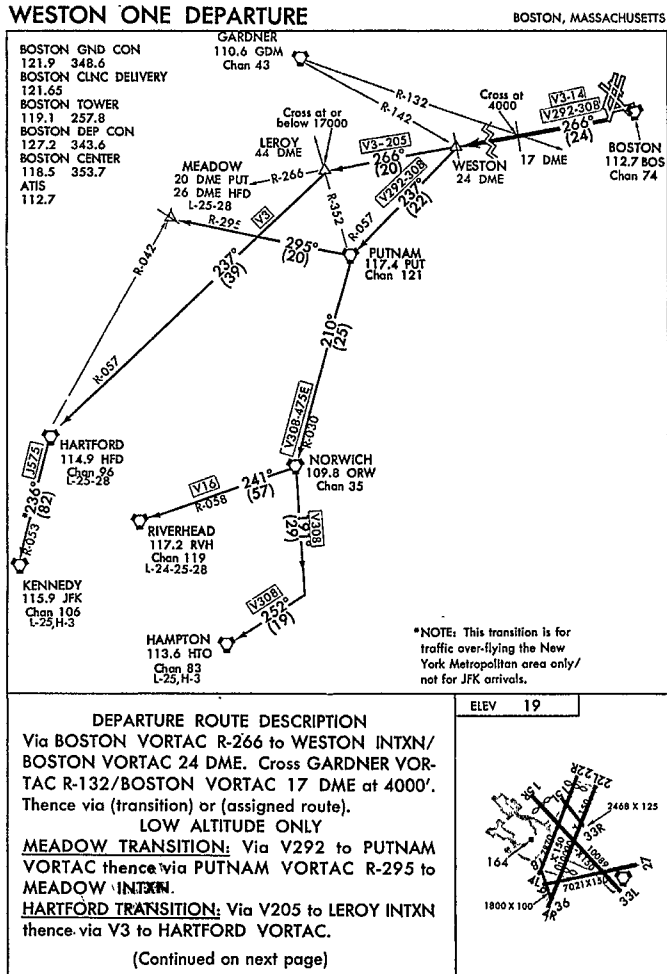 WESTON ONE DEPARTURE
BOSTON, MASSACHUSETTS
BOSTON GND CON
121.9 348.6
BOSTON CLNC DELIVERY
121.65
BOSTON TOWER
119.1 257.8
BOSTON DEP CON
127.2 343.6
BOSTON CENTER
118.5 353.7
ATIS
112.7
GARDNER
110.6 GDM
Chan 43
R-132
R-142
Cross at
4000
V3-14
V292-308
266°
(24)
BOSTON
112.7 BOS
Chan 74
17 DME
WESTON
24 DME
Cross at or
below 17000
LEROY
44 DME
V3-205
266°
(20)
V292-308
237°
(22)
MEADOW
20 DME PUT
26 DME HFD
L-25-28
R-266
R-352
R-057
R-295
V3
295°
(20)
237°
(39)
R-042
PUTNAM
117.4 PUT
Chan 121
210°
(25)
R-057
V308-475E
R-030
HARTFORD
114.9 HFD
Chan 96
L-25-28
J575
*236°
(82)
R-053
NORWICH
109.8 ORW
Chan 35
V16
241°
R-058
(57)
V308
191°
(29)
RIVERHEAD
117.2 RVH
Chan 119
L-24-25-28
KENNEDY
115.9 JFK
Chan 106
L-25,H-3
V308
252°
(19)
HAMPTON
113.6 HTO
Chan 83
L-25,H-3
*NOTE: This transition is for
traffic over-flying the New
York Metropolitan area only/
not for JFK arrivals.
DEPARTURE ROUTE DESCRIPTION
Via BOSTON VORTAC R-266 to WESTON INTXN/
BOSTON VORTAC 24 DME. Cross GARDNER VOR-
TAC R-132/BOSTON VORTAC 17 DME at 4000'.
Thence via (transition) or (assigned route).
LOW ALTITUDE ONLY
MEADOW TRANSITION: Via V292 to PUTNAM
VORTAC thence via PUTNAM VORTAC R-295 to
MEADOW INTXN.
HARTFORD TRANSITION: Via V205 to LEROY INTXN
thence via V3 to HARTFORD VORTAC.
(Continued on next page)
ELEV 19
15R
22R
22L
2468 X 125
33R
164
27
7021 X 150
1800 X 100
4L
4R
36
33L